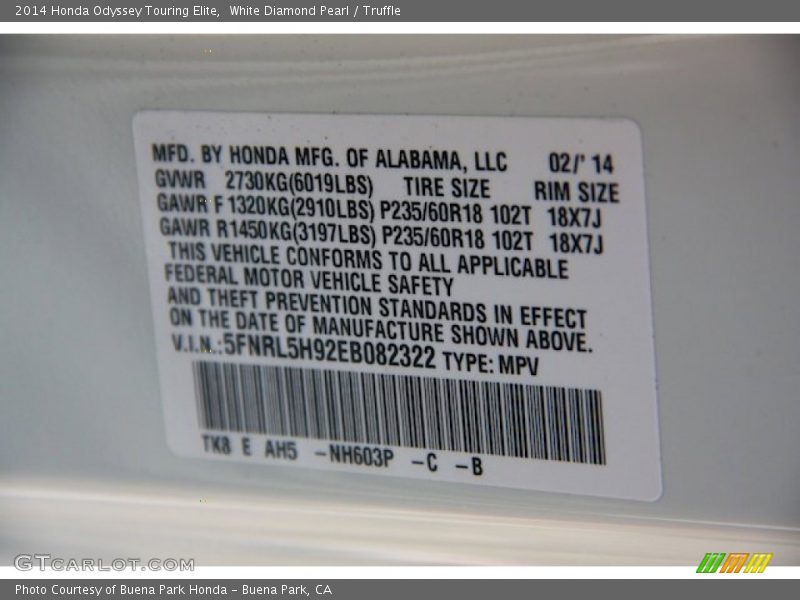 2014 Honda Odyssey Touring Elite,  White Diamond Pearl / Truffle
MFD. BY HONDA MFG. OF ALABAMA, LLC 02/' 14
GVWR 2730KG(6019LBS) TIRE SIZE RIM SIZE
GAWR F 1320KG(2910LBS) P235/60R18 102T 18X7J
GAWR R1450KG(3197LBS) P235/60R18 102T 18X7J
THIS VEHICLE CONFORMS TO ALL APPLICABLE
FEDERAL MOTOR VEHICLE SAFETY
AND THEFT PREVENTION STANDARDS IN EFFECT
ON THE DATE OF MANUFACTURE SHOWN ABOVE.
V.I.N.:5FNRL5H92EB082322 TYPE: MPV
TK8 E AH5 -NH603P -C -B
GTCARLOT.COM
Photo Courtesy of Buena Park Honda - Buena Park, CA